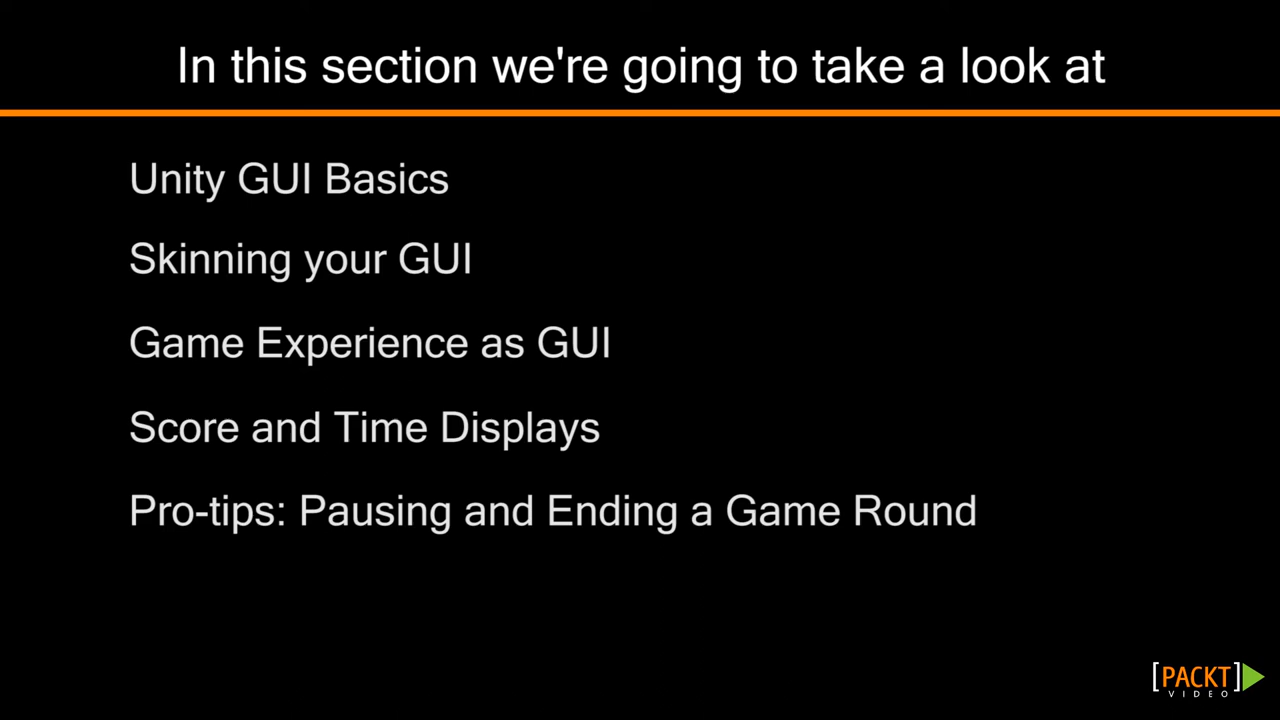 In this section we're going to take a look at
Unity GUI Basics
Skinning your GUI
Game Experience as GUI
Score and Time Displays
Pro-tips: Pausing and Ending a Game Round
[PACKT]
VIDEO